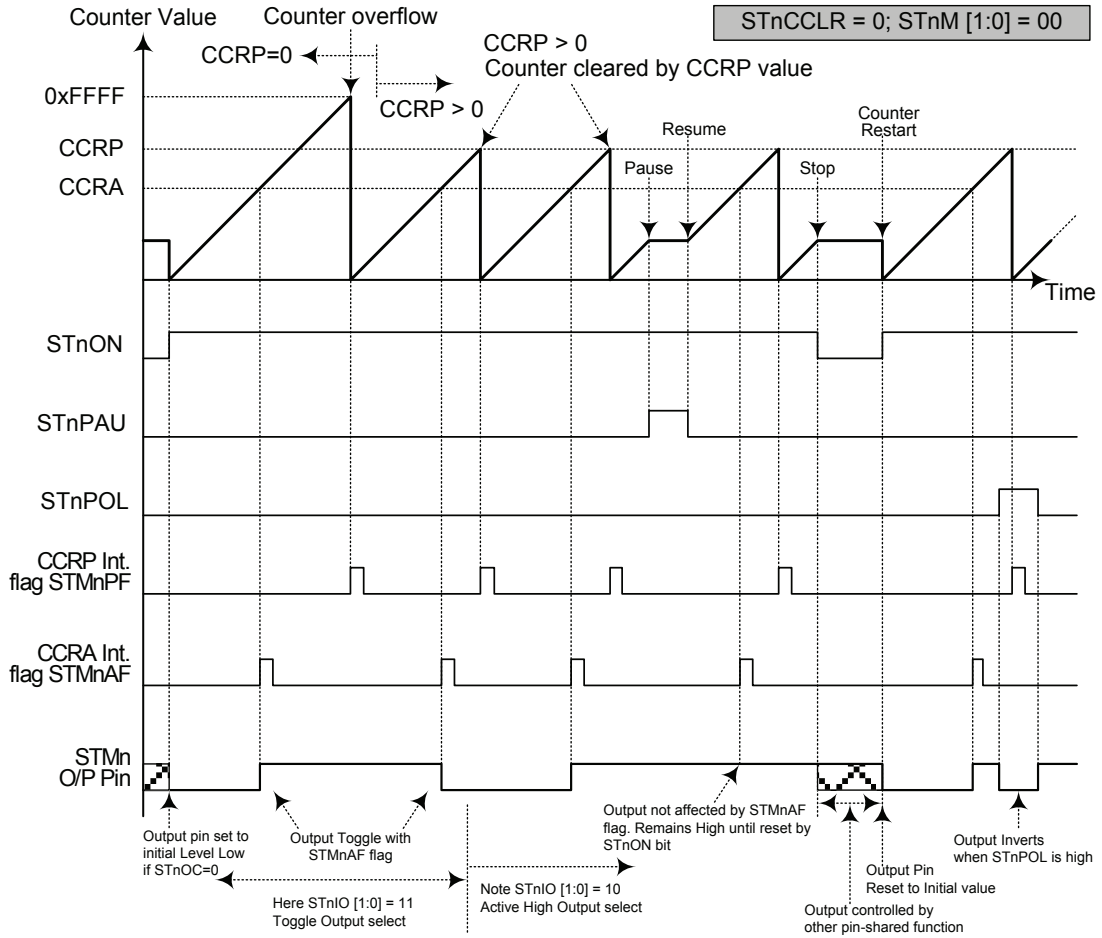 Counter Value
Counter overflow
STnCCLR = 0; STnM [1:0] = 00
CCRP=0
CCRP > 0
CCRP > 0
Counter cleared by CCRP value
0xFFFF
CCRP
CCRA
Pause
Resume
Stop
Counter
Restart
Time
STnON
STnPAU
STnPOL
CCRP Int.
flag STMnPF
CCRA Int.
flag STMnAF
STMn
O/P Pin
Output pin set to
initial Level Low
if STnOC=0
Output Toggle with
STMnAF flag
Output not affected by STMnAF
flag. Remains High until reset by
STnON bit
Output Inverts
when STnPOL is high
Output Pin
Reset to Initial value
Here STnIO [1:0] = 11
Toggle Output select
Note STnIO [1:0] = 10
Active High Output select
Output controlled by
other pin-shared function